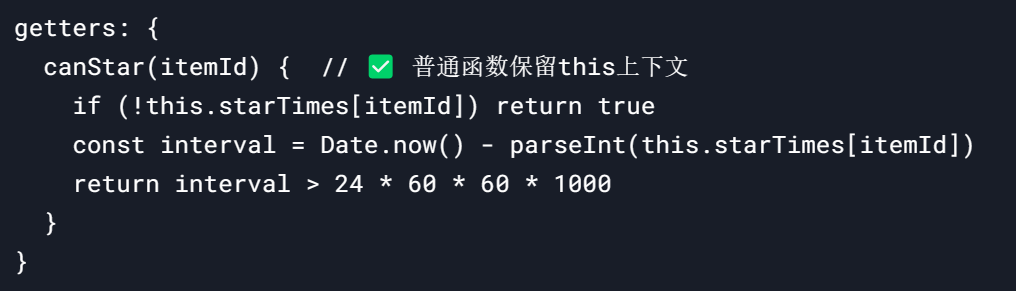 getters: {
  canStar(itemId) {  // ✅ 普通函数保留this上下文
    if (!this.starTimes[itemId]) return true
    const interval = Date.now() - parseInt(this.starTimes[itemId])
    return interval > 24 * 60 * 60 * 1000
  }
}